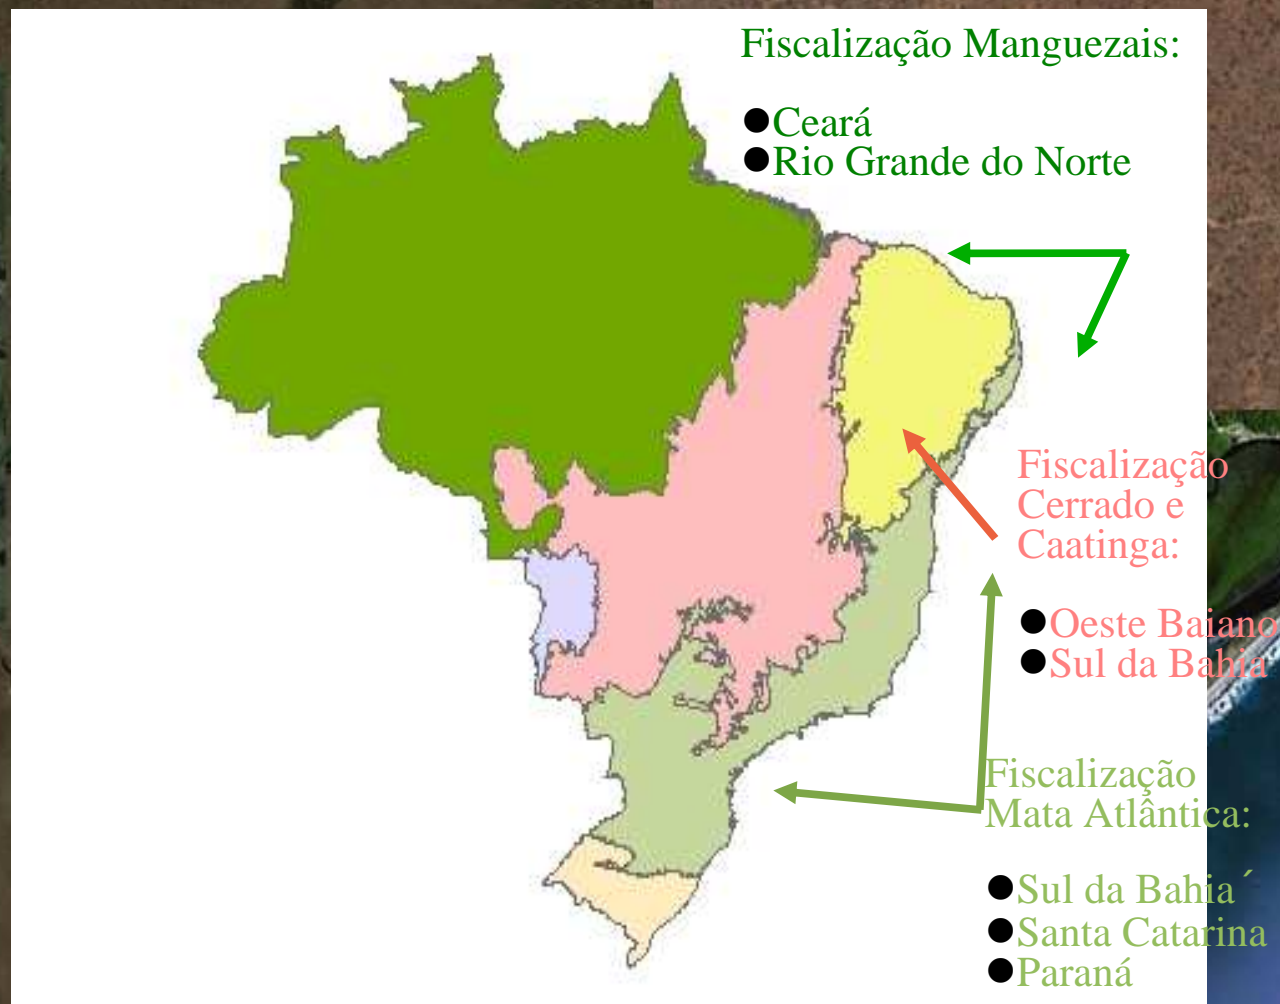 Fiscalização Manguezais:
●Ceará
●Rio Grande do Norte
Fiscalização
Cerrado e
Caatinga:
●Oeste Baiano
●Sul da Bahia
Fiscalização
Mata Atlântica:
●Sul da Bahia´
●Santa Catarina
●Paraná